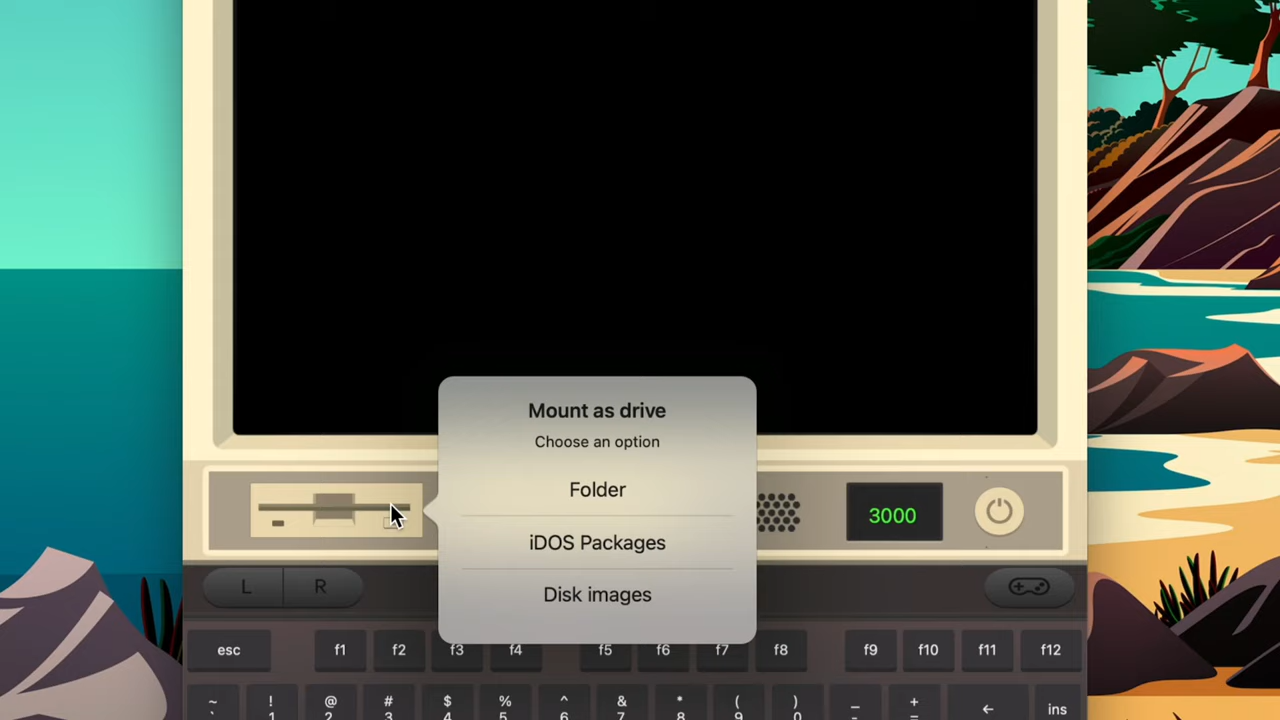 Mount as drive
Choose an option
Folder
iDOS Packages
Disk images
3000
L R
esc f1 f2 f3 f4 f5 f6 f7 f8 f9 f10 f11 f12
~ ! @ # $ % ^ & * ( ) _ + ← ins
` 1 2 3 4 5 6 7 8 9 0 - =